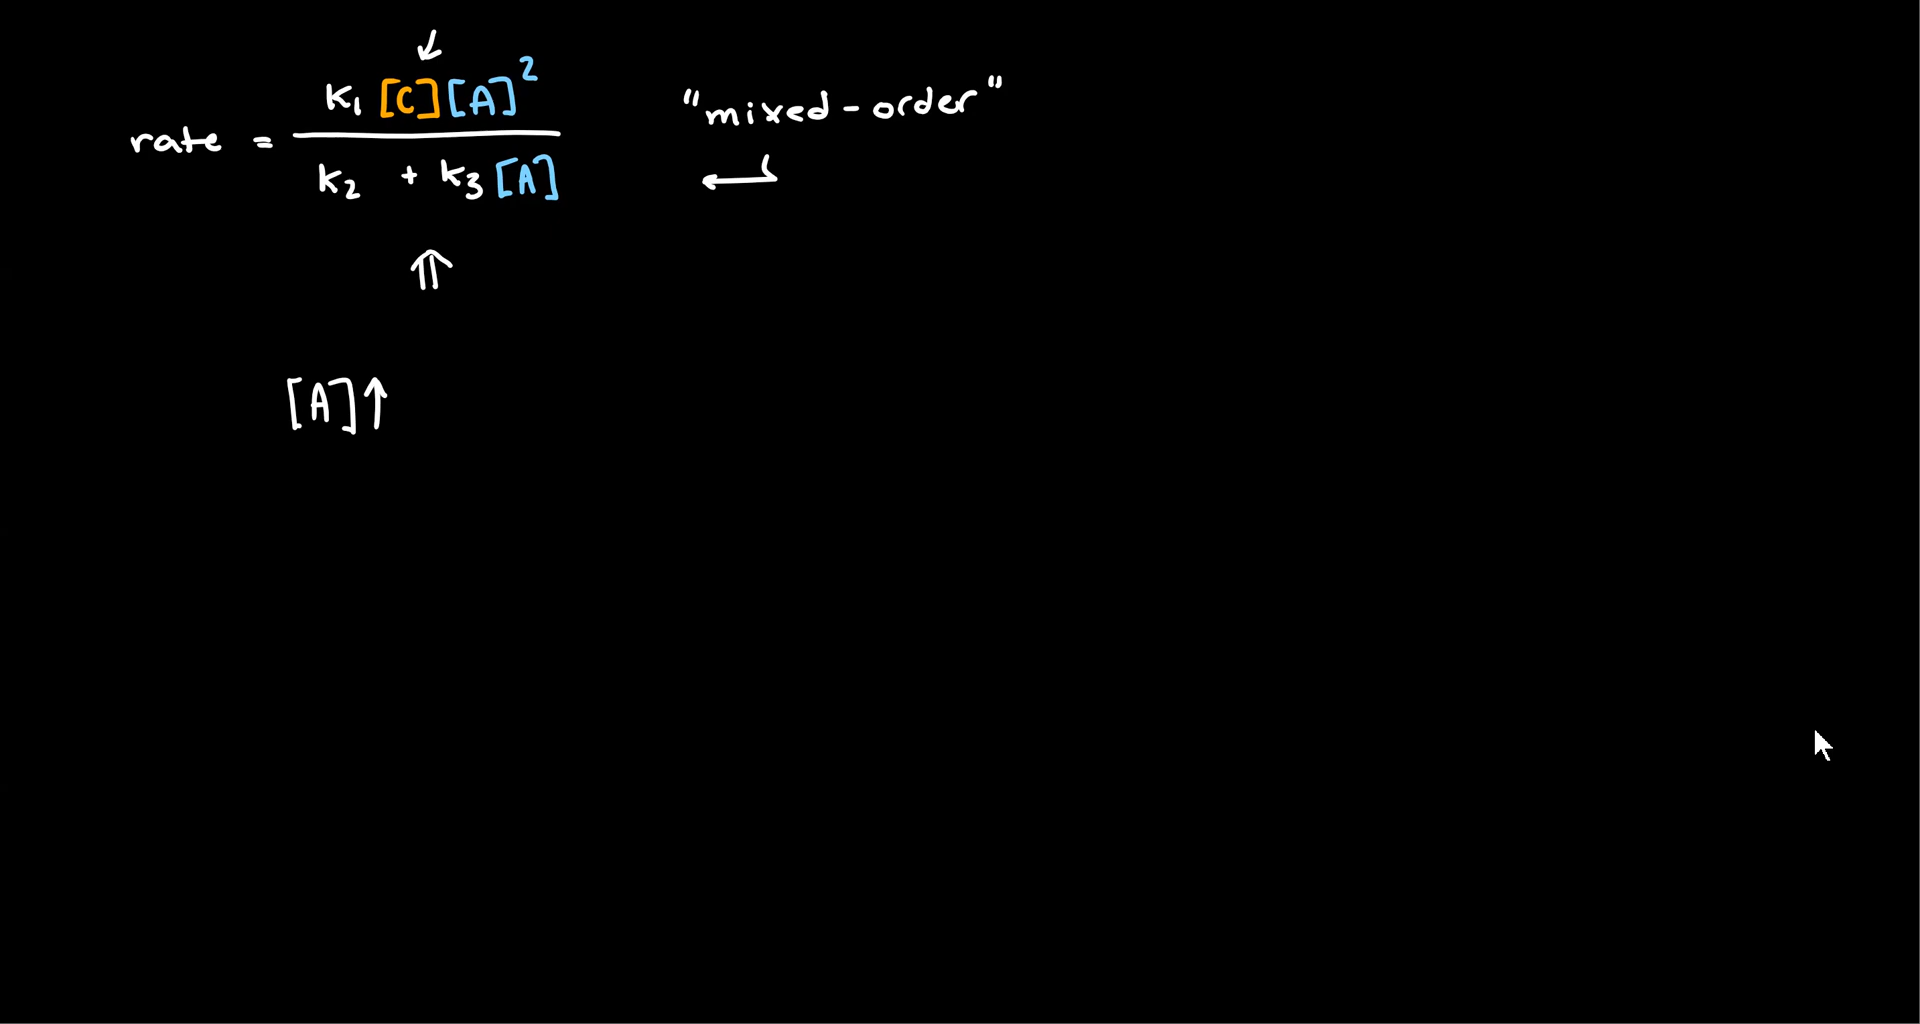 rate = k₁[C][A]² / k₂ + k₃[A] "mixed-order"
[A]↑